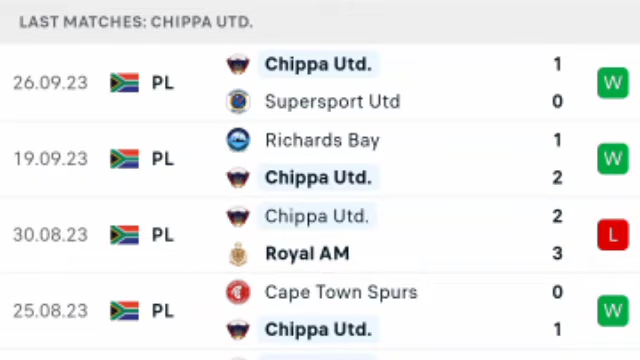 LAST MATCHES: CHIPPA UTD.
26.09.23 PL Chippa Utd. 1 W
Supersport Utd 0
19.09.23 PL Richards Bay 1 W
Chippa Utd. 2
30.08.23 PL Chippa Utd. 2 L
Royal AM 3
25.08.23 PL Cape Town Spurs 0 W
Chippa Utd. 1